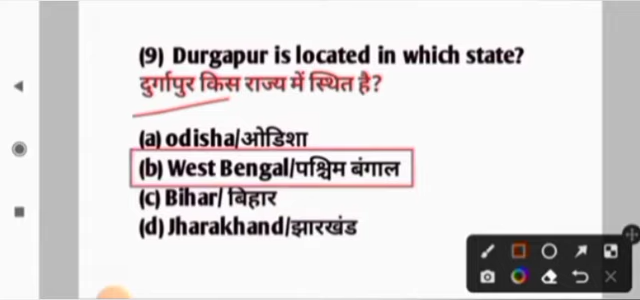 (9) Durgapur is located in which state?
दुर्गापुर किस राज्य में स्थित है?
(a) odisha/ओडिशा
(b) West Bengal/पश्चिम बंगाल
(c) Bihar/ बिहार
(d) Jharakhand/झारखंड